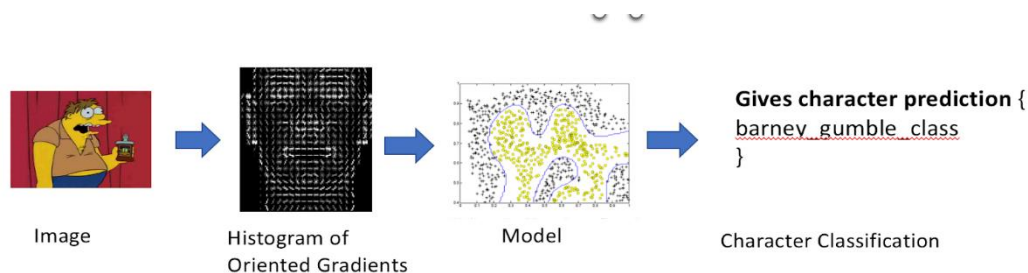 Gives character prediction {
barney_gumble_class
}
Image
Histogram of
Oriented Gradients
Model
Character Classification